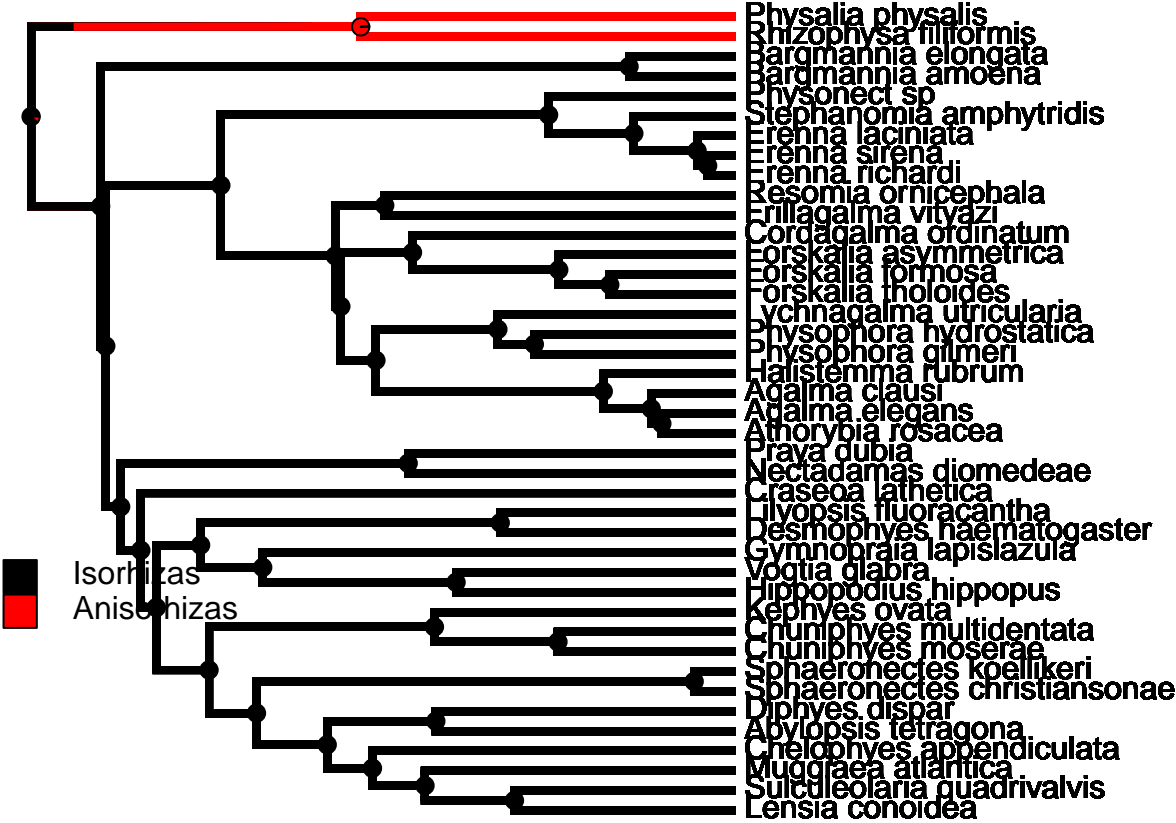 Physalia physalis
Rhizophysa filiformis
Bargmannia elongata
Bargmannia amoena
Physonect sp
Stephanomia amphytridis
Erenna laciniata
Erenna sirena
Erenna richardi
Resomia ornicephala
Frillagalma vityazi
Cordagalma ordinatum
Forskalia asymmetrica
Forskalia formosa
Forskalia tholoides
Lychnagalma utricularia
Physophora hydrostatica
Physophora gilmeri
Halistemma rubrum
Agalma clausi
Agalma elegans
Athorybia rosacea
Praya dubia
Nectadamas diomedeae
Craseoa lathetica
Lilyopsis fluoracantha
Desmophyes haematogaster
Gymnopraia lapislazula
Vogtia glabra
Hippopodius hippopus
Kephyes ovata
Chuniphyes multidentata
Chuniphyes moserae
Sphaeronectes koellikeri
Sphaeronectes christiansonae
Diphyes dispar
Abylopsis tetragona
Chelophyes appendiculata
Muggiaea atlantica
Sulculeolaria quadrivalvis
Lensia conoidea
Isorhizas
Anisorhizas